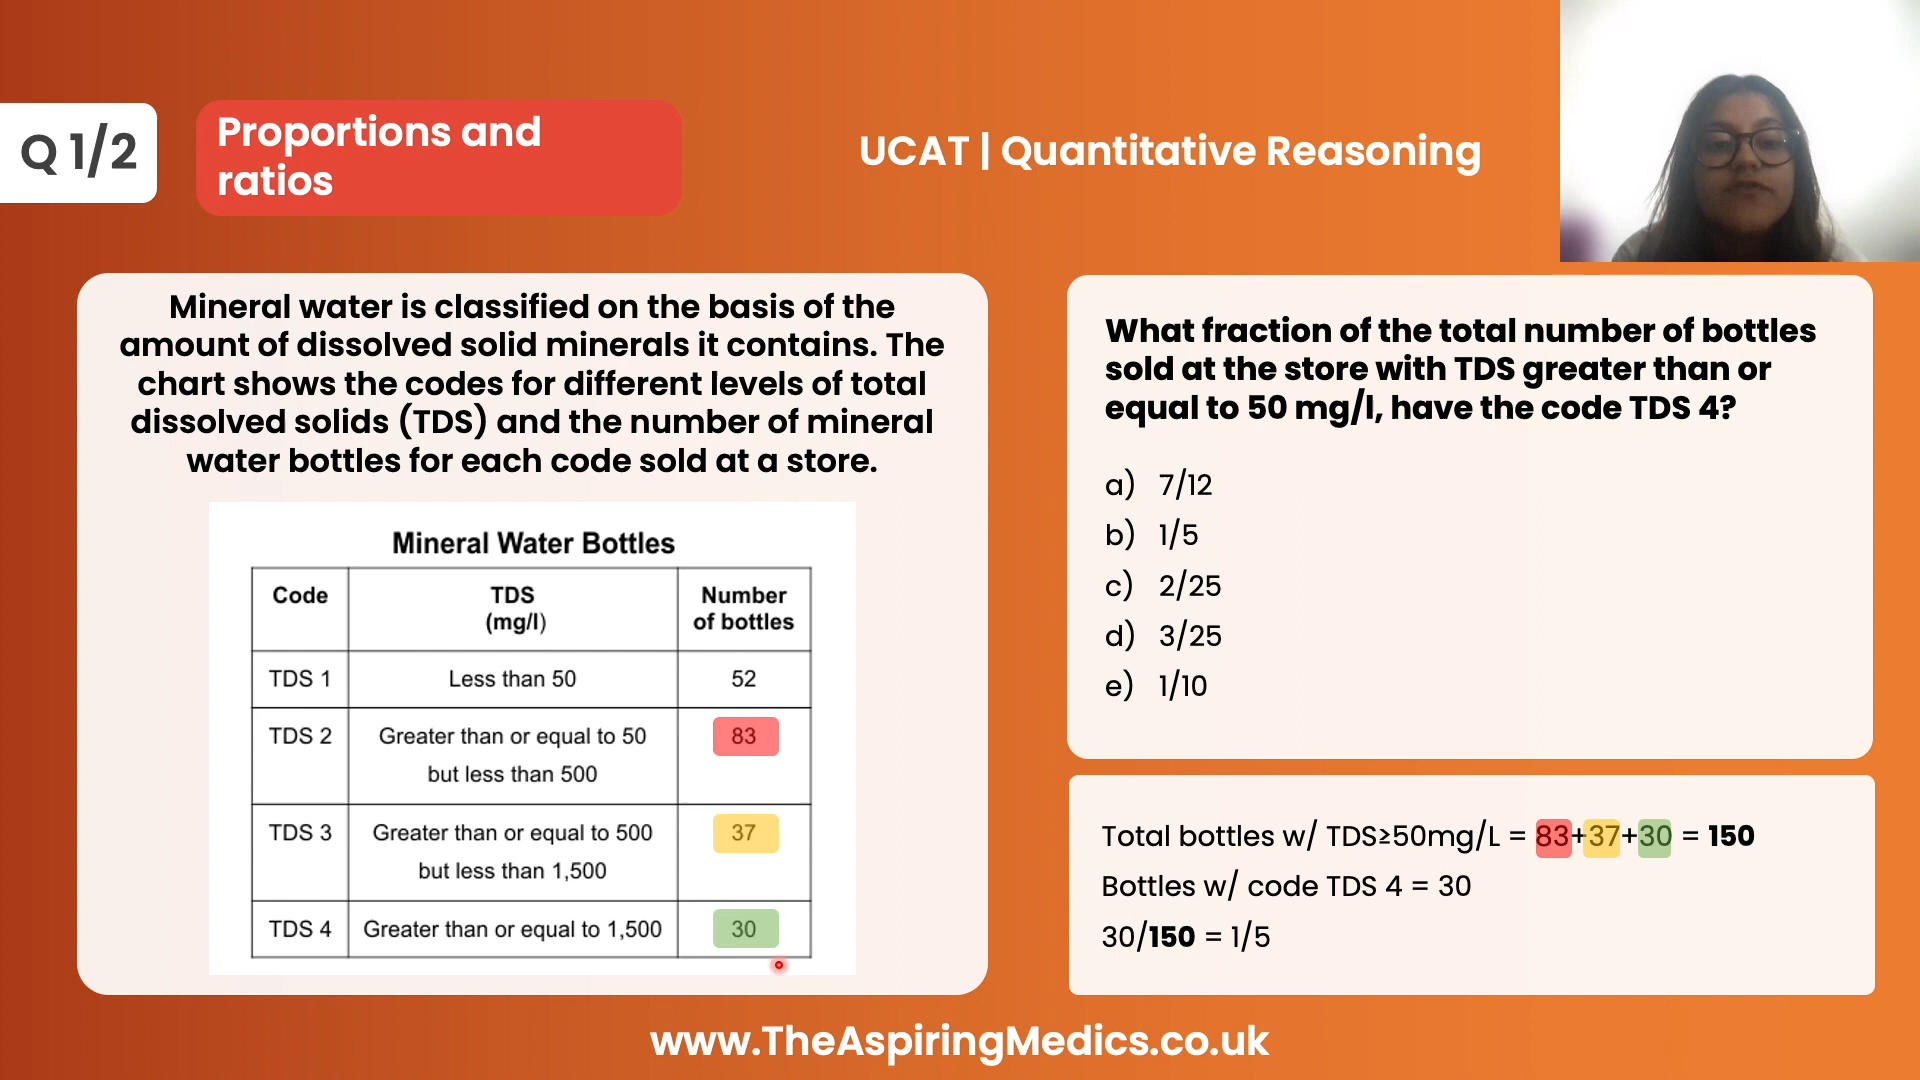 Q 1/2
Proportions and
ratios
UCAT | Quantitative Reasoning
Mineral water is classified on the basis of the
amount of dissolved solid minerals it contains. The
chart shows the codes for different levels of total
dissolved solids (TDS) and the number of mineral
water bottles for each code sold at a store.
Mineral Water Bottles
Code TDS (mg/l) Number of bottles
TDS 1 Less than 50 52
TDS 2 Greater than or equal to 50 83
but less than 500
TDS 3 Greater than or equal to 500 37
but less than 1,500
TDS 4 Greater than or equal to 1,500 30
What fraction of the total number of bottles
sold at the store with TDS greater than or
equal to 50 mg/l, have the code TDS 4?
a) 7/12
b) 1/5
c) 2/25
d) 3/25
e) 1/10
Total bottles w/ TDS≥50mg/L = 83+37+30 = 150
Bottles w/ code TDS 4 = 30
30/150 = 1/5
www.TheAspiringMedics.co.uk